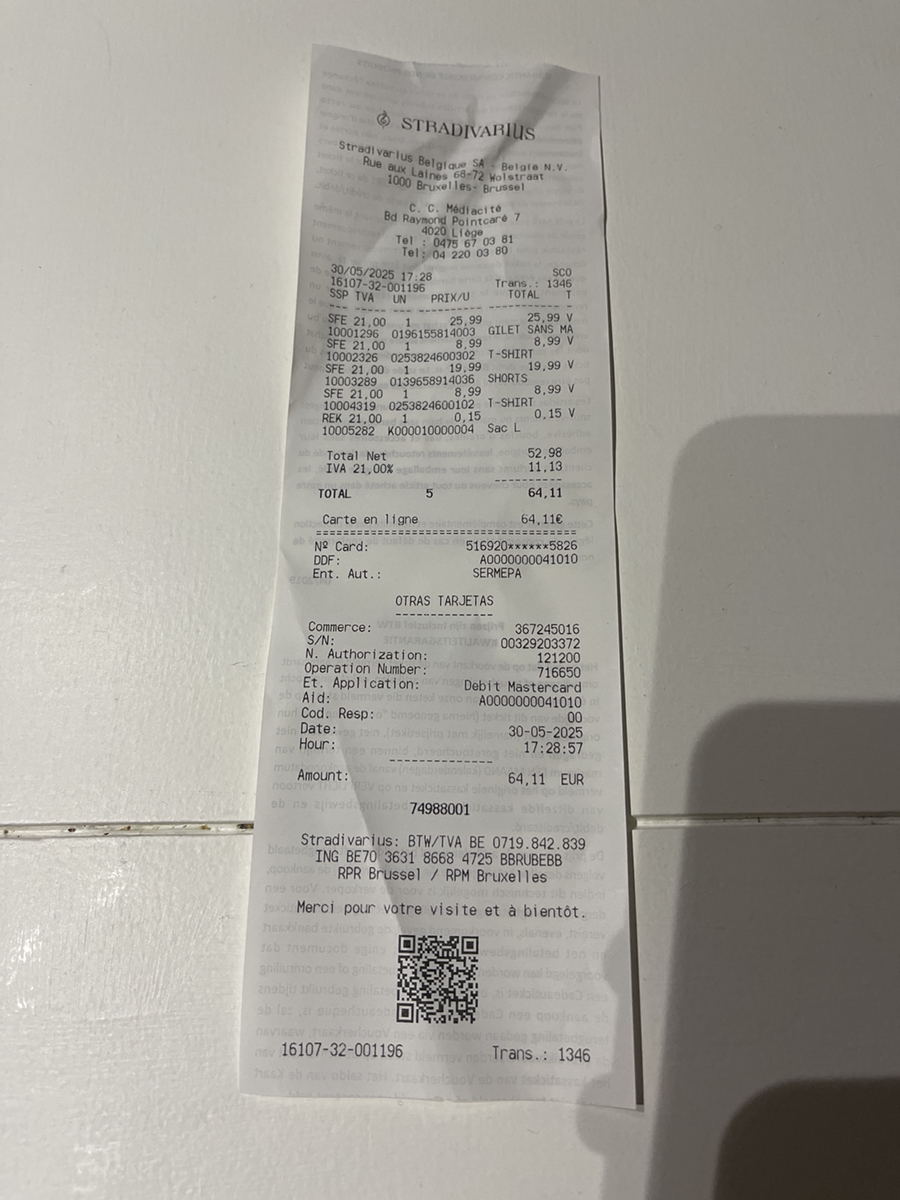 STRADIVARIUS
Stradivarius Belgique SA - Belgie N.V.
Rue aux Laines 68-72 Wolstraat
1000 Bruxelles- Brussel
C. C. Médiacité
Bd Raymond Pointcaré 7
4020 Liège
Tel : 0475 67 03 81
Tel: 04 220 03 80
30/05/2025 17:28 SCO
16107-32-001196 Trans.: 1346
SSP TVA UN PRIX/U TOTAL T
SFE 21,00 1 25,99 25,99 V
10001296 0196155814003 GILET SANS MA
SFE 21,00 1 8,99 8,99 V
10002326 0253824600302 T-SHIRT
SFE 21,00 1 19,99 19,99 V
10003289 0139658914036 SHORTS
SFE 21,00 1 8,99 8,99 V
10004319 0253824600102 T-SHIRT
REK 21,00 1 0,15 0,15 V
10005282 K000010000004 Sac L
Total Net 52,98
IVA 21,00% 11,13
----------
TOTAL 5 64,11
Carte en ligne 64,11€
====================================
Nº Card: 516920******5826
DDF: A0000000041010
Ent. Aut.: SERMEPA
OTRAS TARJETAS
--------------
Commerce: 367245016
S/N: 00329203372
N. Authorization: 121200
Operation Number: 716650
Et. Application: Debit Mastercard
Aid: A0000000041010
Cod. Resp: 00
Date: 30-05-2025
Hour: 17:28:57
--------------
Amount: 64,11 EUR
74988001
Stradivarius: BTW/TVA BE 0719.842.839
ING BE70 3631 8668 4725 BBRUBEBB
RPR Brussel / RPM Bruxelles
Merci pour votre visite et à bientôt.
16107-32-001196 Trans.: 1346